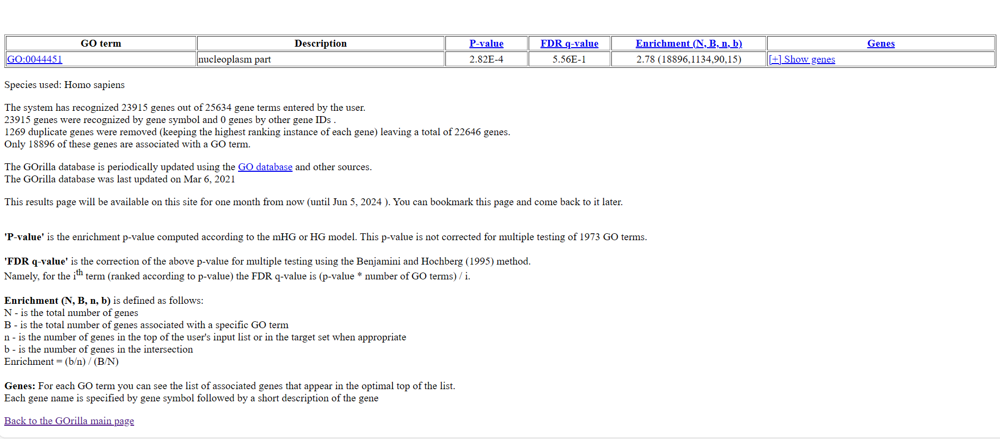 GO term Description P-value FDR q-value Enrichment (N, B, n, b) Genes
GO:0044451 nucleoplasm part 2.82E-4 5.56E-1 2.78 (18896,1134,90,15) [+] Show genes
Species used: Homo sapiens
The system has recognized 23915 genes out of 25634 gene terms entered by the user.
23915 genes were recognized by gene symbol and 0 genes by other gene IDs .
1269 duplicate genes were removed (keeping the highest ranking instance of each gene) leaving a total of 22646 genes.
Only 18896 of these genes are associated with a GO term.
The GOrilla database is periodically updated using the GO database and other sources.
The GOrilla database was last updated on Mar 6, 2021
This results page will be available on this site for one month from now (until Jun 5, 2024 ). You can bookmark this page and come back to it later.
'P-value' is the enrichment p-value computed according to the mHG or HG model. This p-value is not corrected for multiple testing of 1973 GO terms.
'FDR q-value' is the correction of the above p-value for multiple testing using the Benjamini and Hochberg (1995) method.
Namely, for the ith term (ranked according to p-value) the FDR q-value is (p-value * number of GO terms) / i.
Enrichment (N, B, n, b) is defined as follows:
N - is the total number of genes
B - is the total number of genes associated with a specific GO term
n - is the number of genes in the top of the user's input list or in the target set when appropriate
b - is the number of genes in the intersection
Enrichment = (b/n) / (B/N)
Genes: For each GO term you can see the list of associated genes that appear in the optimal top of the list.
Each gene name is specified by gene symbol followed by a short description of the gene
Back to the GOrilla main page